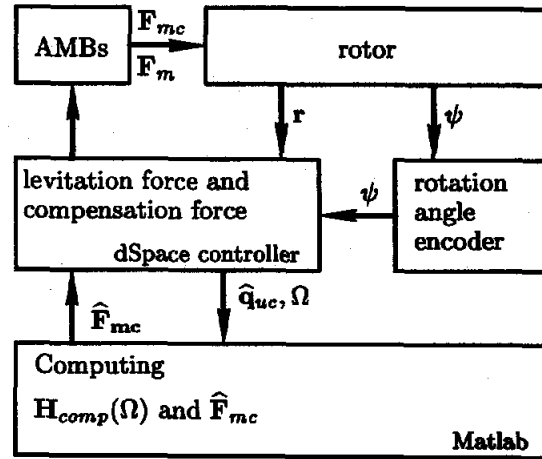 F_mc
AMBs
rotor
F_m
r
ψ
levitation force and
compensation force
ψ
rotation
angle
encoder
dSpace controller
F̂_mc
q̂_uc, Ω
Computing
H_comp(Ω) and F̂_mc
Matlab